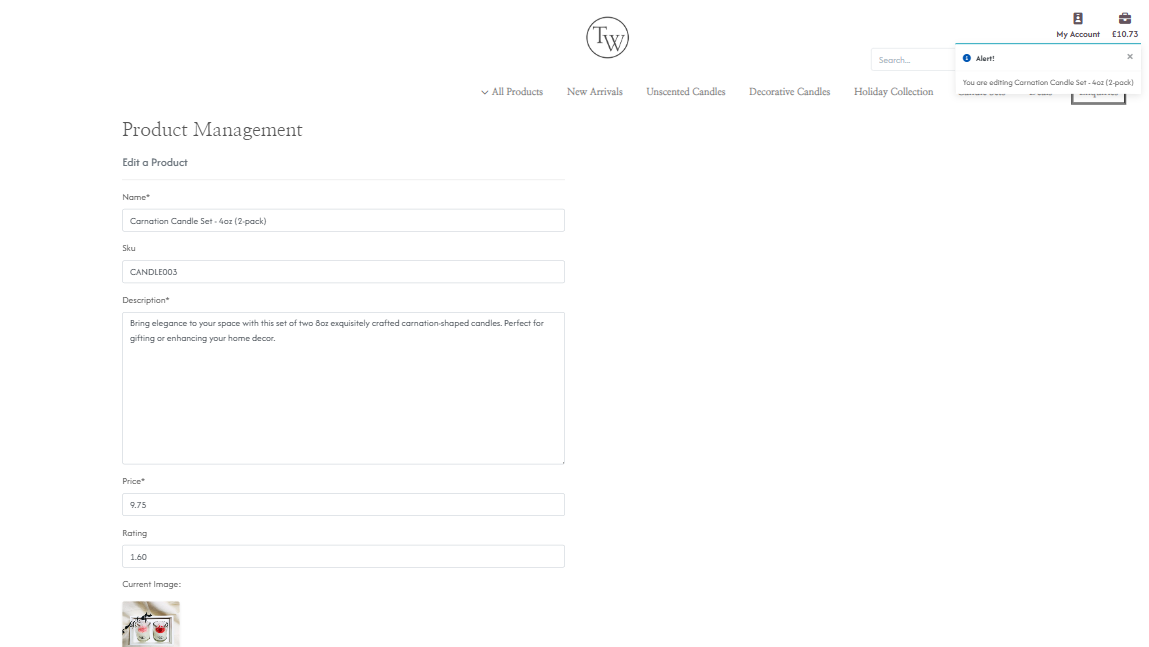 TW
My Account
£10.73
Search...
Alert!
×
You are editing Carnation Candle Set - 4oz (2-pack)
All Products
New Arrivals
Unscented Candles
Decorative Candles
Holiday Collection
Product Management
Edit a Product
Name*
Carnation Candle Set - 4oz (2-pack)
Sku
CANDLE003
Description*
Bring elegance to your space with this set of two 8oz exquisitely crafted carnation-shaped candles. Perfect for
gifting or enhancing your home decor.
Price*
9.75
Rating
1.60
Current Image: